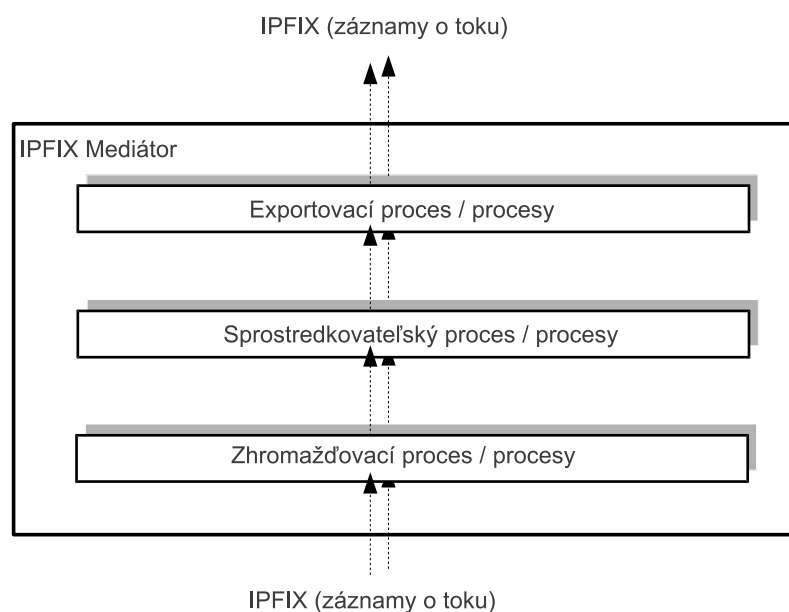 IPFIX (záznamy o toku)
IPFIX Mediátor
Exportovací proces / procesy
Sprostredkovateľský proces / procesy
Zhromažďovací proces / procesy
IPFIX (záznamy o toku)